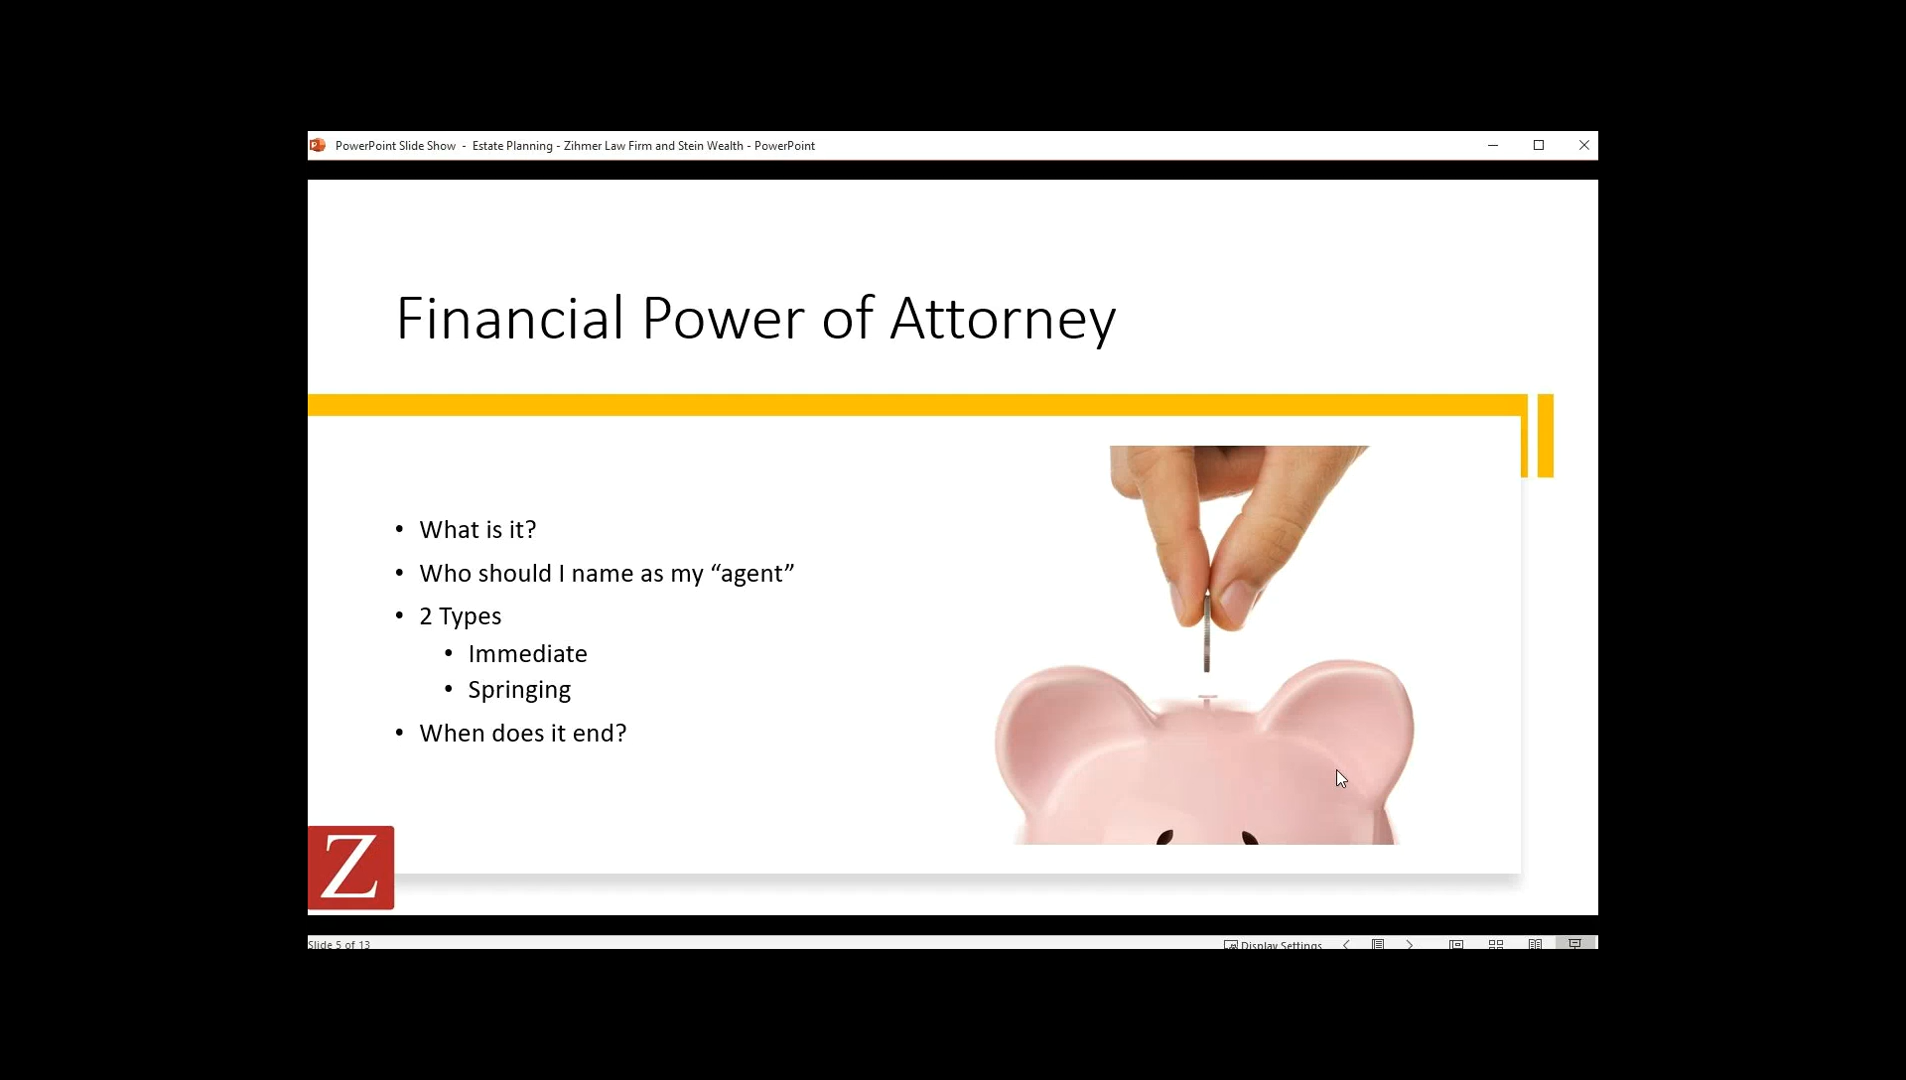 PowerPoint Slide Show - Estate Planning - Zihmer Law Firm and Stein Wealth - PowerPoint
Financial Power of Attorney
• What is it?
• Who should I name as my “agent”
• 2 Types
• Immediate
• Springing
• When does it end?
Z
Slide 5 of 13
Display Settings